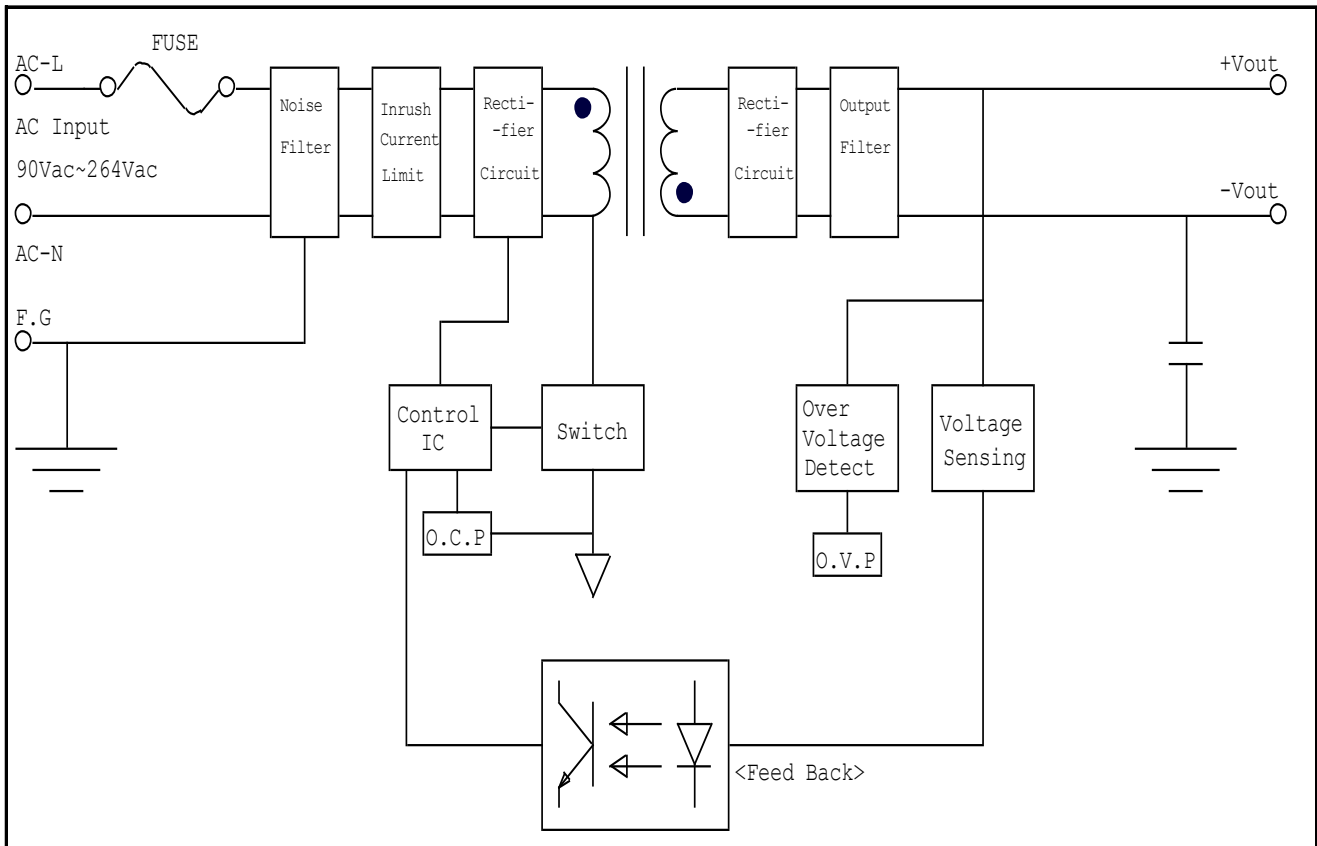 FUSE
AC-L
+Vout
Noise
Filter
Inrush
Current
Limit
Recti-
-fier
Circuit
Recti-
-fier
Circuit
Output
Filter
AC Input
90Vac~264Vac
-Vout
AC-N
F.G
Control
IC
Switch
Over
Voltage
Detect
Voltage
Sensing
O.C.P
O.V.P
<Feed Back>